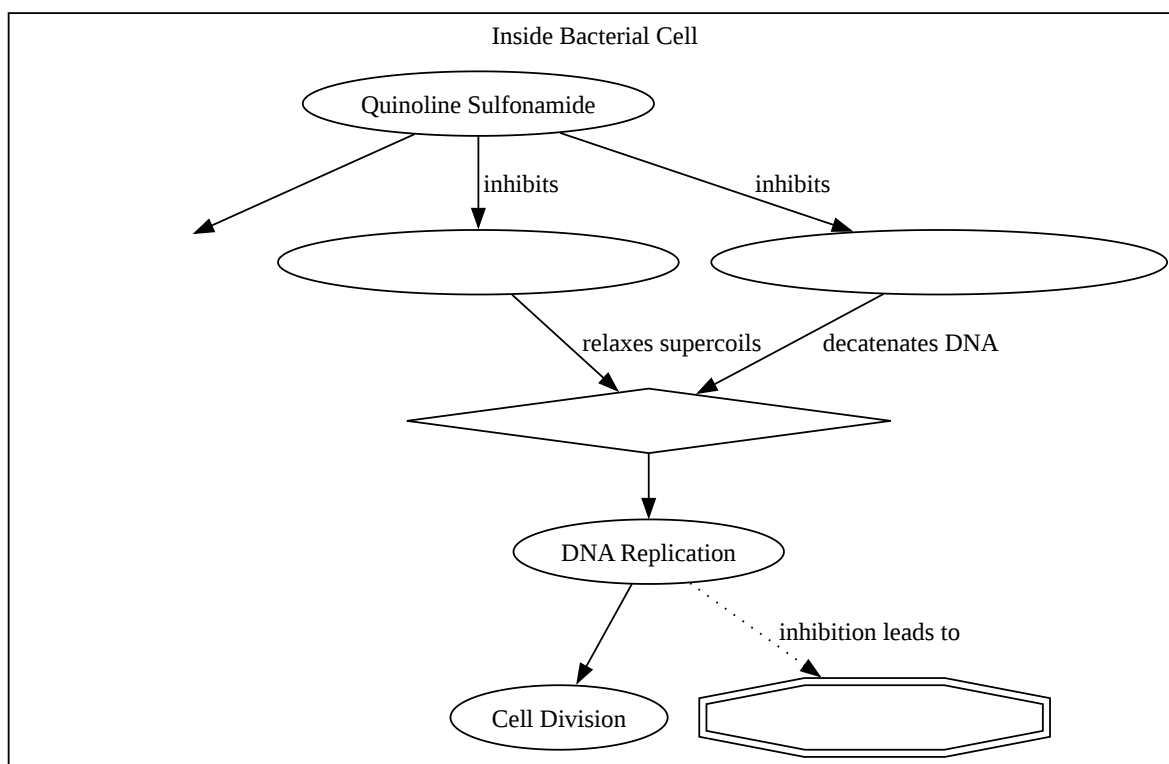 Inside Bacterial Cell
Quinoline Sulfonamide
inhibits
inhibits
relaxes supercoils
decatenates DNA
DNA Replication
inhibition leads to
Cell Division